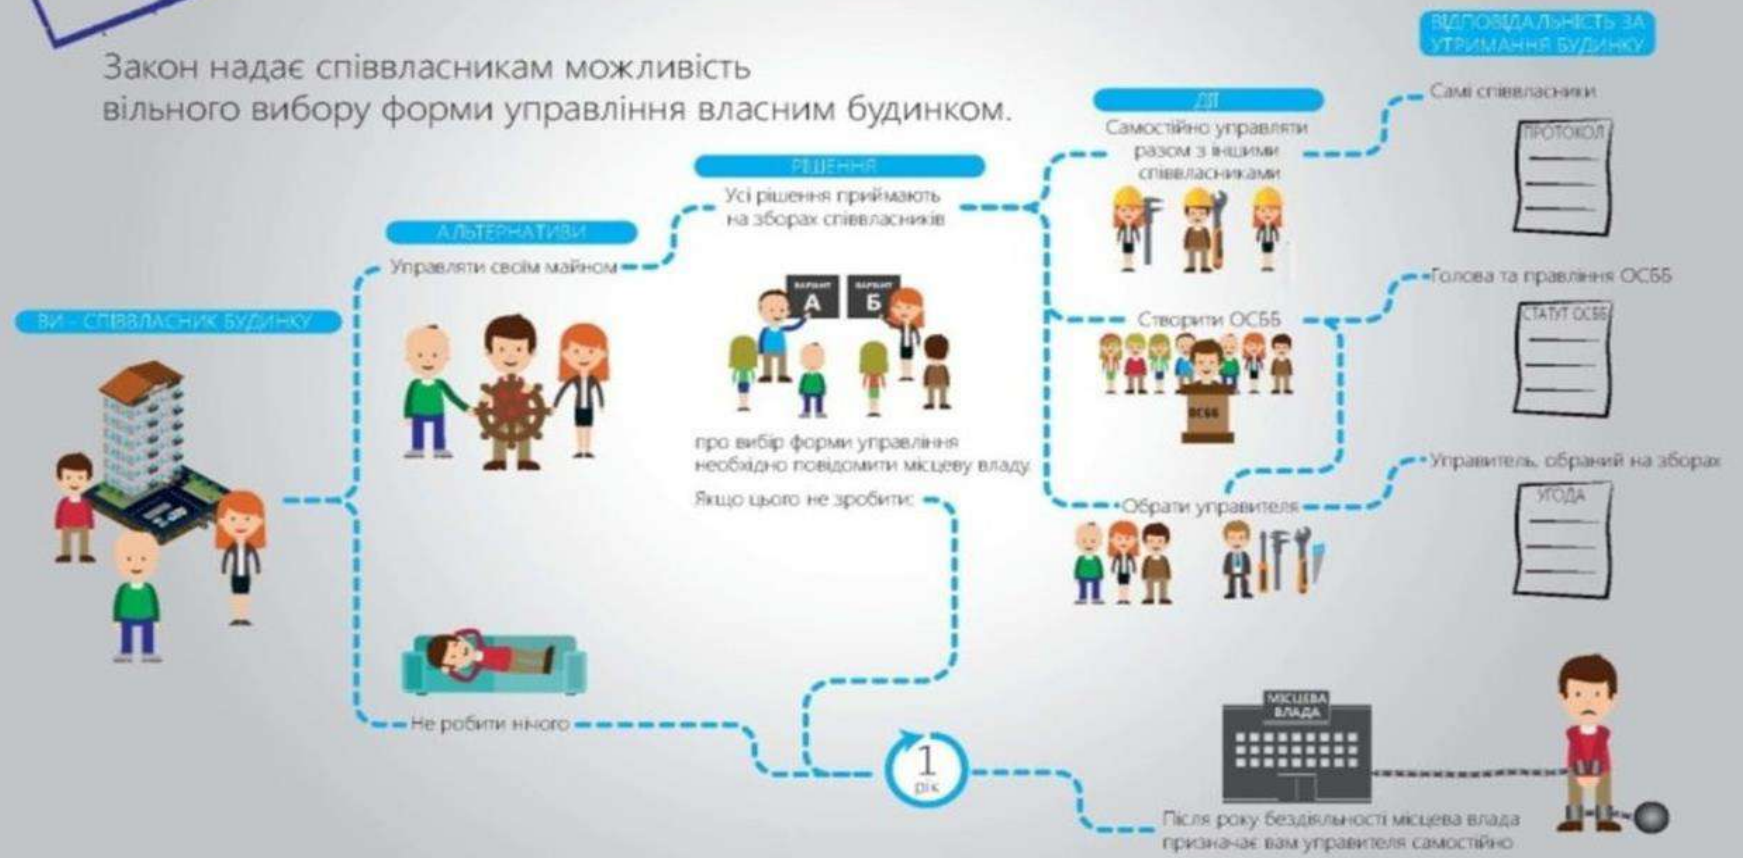 Закон надає співвласникам можливість
вільного вибору форми управління власним будинком.
ВИ - СПІВВЛАСНИК БУДИНКУ
АЛЬТЕРНАТИВИ
Управляти своїм майном
Не робити нічого
РІШЕННЯ
Усі рішення приймають
на зборах співвласників
ВАРІАНТ
А
ВАРІАНТ
Б
про вибір форми управління
необхідно повідомити місцеву владу
Якщо цього не зробити:
1
рік
ДІЇ
Самостійно управляти
разом з іншими
співвласниками
Створити ОСББ
ОСББ
Обрати управителя
ВІДПОВІДАЛЬНІСТЬ ЗА
УТРИМАННЯ БУДИНКУ
Самі співвласники
ПРОТОКОЛ
Голова та правління ОСББ
СТАТУТ ОСББ
Управитель, обраний на зборах
УГОДА
МІСЦЕВА
ВЛАДА
Після року бездіяльності місцева влада
призначає вам управителя самостійно